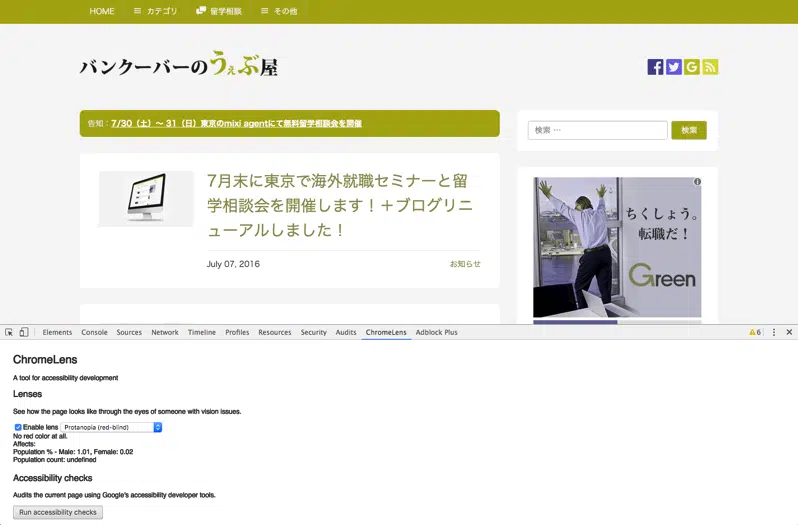 HOME カテゴリ 留学相談 その他
バンクーバーのうぇぶ屋
告知：7/30（土）〜 31（日）東京のmixi agentにて無料留学相談会を開催
検索 …
検索
7月末に東京で海外就職セミナーと留
学相談会を開催します！＋ブログリニ
ューアルしました！
July 07, 2016 お知らせ
ちくしょう。
転職だ！
Green
Elements Console Sources Network Timeline Profiles Resources Security Audits ChromeLens Adblock Plus 6
ChromeLens
A tool for accessibility development
Lenses
See how the page looks like through the eyes of someone with vision issues.
Enable lens Protanopia (red-blind)
No red color at all.
Affects:
Population % - Male: 1.01, Female: 0.02
Population count: undefined
Accessibility checks
Audits the current page using Google's accessibility developer tools.
Run accessibility checks